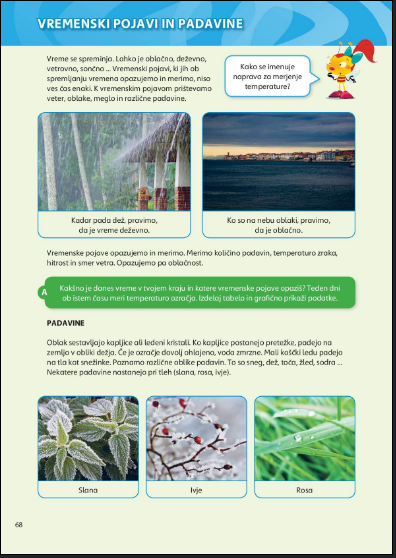 VREMENSKI POJAVI IN PADAVINE
Vreme se spreminja. Lahko je oblačno, deževno,
vetrovno, sončno ... Vremenski pojavi, ki jih ob
spremljanju vremena opazujemo in merimo, niso
ves čas enaki. K vremenskim pojavom prištevamo
veter, oblake, meglo in različne padavine.
Kako se imenuje
naprava za merjenje
temperature?
Kadar pada dež, pravimo,
da je vreme deževno.
Ko so na nebu oblaki, pravimo,
da je oblačno.
Vremenske pojave opazujemo in merimo. Merimo količino padavin, temperaturo zraka,
hitrost in smer vetra. Opazujemo pa oblačnost.
A
Kakšno je danes vreme v tvojem kraju in katere vremenske pojave opaziš? Teden dni
ob istem času meri temperaturo ozračja. Izdelaj tabelo in grafično prikaži podatke.
PADAVINE
Oblak sestavljajo kapljice ali ledeni kristali. Ko kapljice postanejo pretežke, padejo na
zemljo v obliki dežja. Če je ozračje dovolj ohlajeno, voda zmrzne. Mali koščki ledu padejo
na tla kot snežinke. Poznamo različne oblike padavin. To so sneg, dež, toča, žled, sodra ...
Nekatere padavine nastanejo pri tleh (slana, rosa, ivje).
Slana
Ivje
Rosa
68